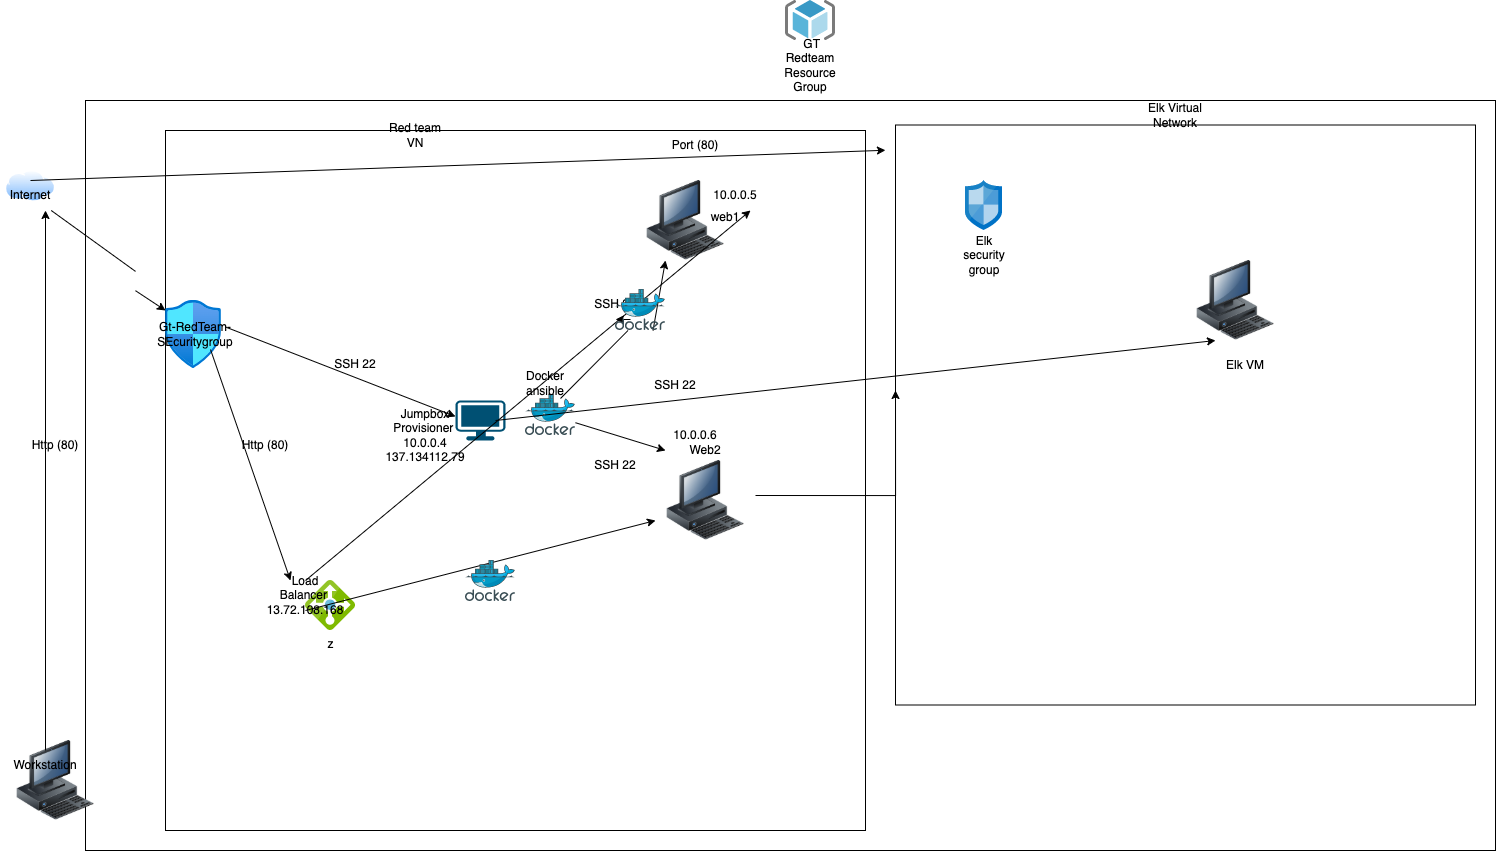 GT
Redteam
Resource
Group
Elk Virtual
Network
Red team
VN
Port (80)
Internet
10.0.0.5
web1
Elk
security
group
SSH
docker
Gt-RedTeam-
SEcuritygroup
SSH 22
Docker
ansible
docker
SSH 22
Elk VM
Jumpbox
Provisioner
10.0.0.4
137.134112.79
Http (80)
Http (80)
10.0.0.6
Web2
SSH 22
docker
Load
Balancer
13.72.108.168
z
Workstation